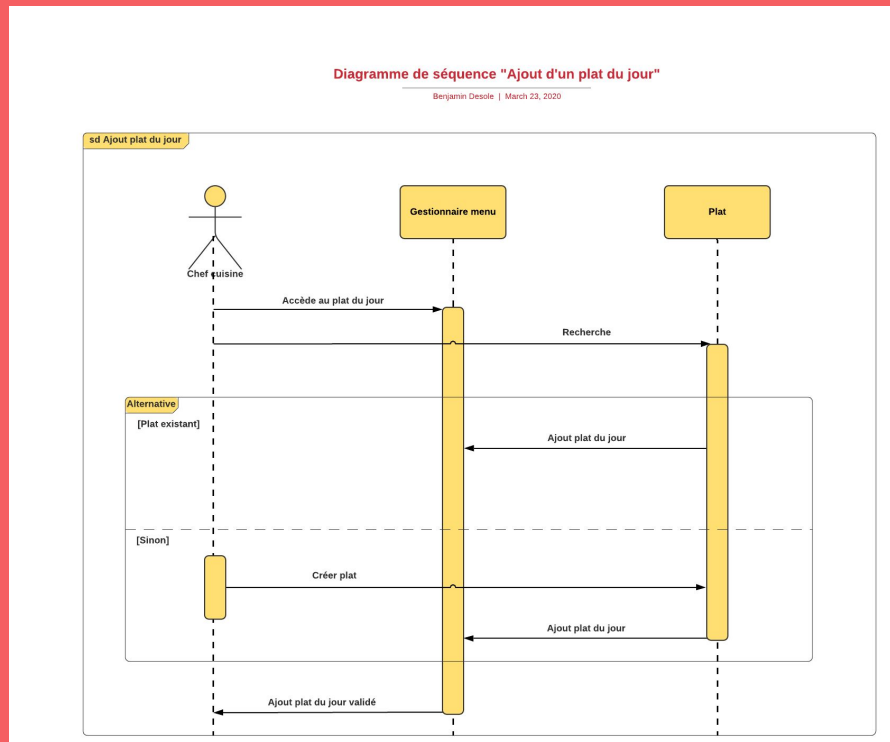 Diagramme de séquence "Ajout d'un plat du jour"
Benjamin Desole | March 23, 2020
sd Ajout plat du jour
Gestionnaire menu
Plat
Chef cuisine
Accède au plat du jour
Recherche
Alternative
[Plat existant]
Ajout plat du jour
[Sinon]
Créer plat
Ajout plat du jour
Ajout plat du jour validé